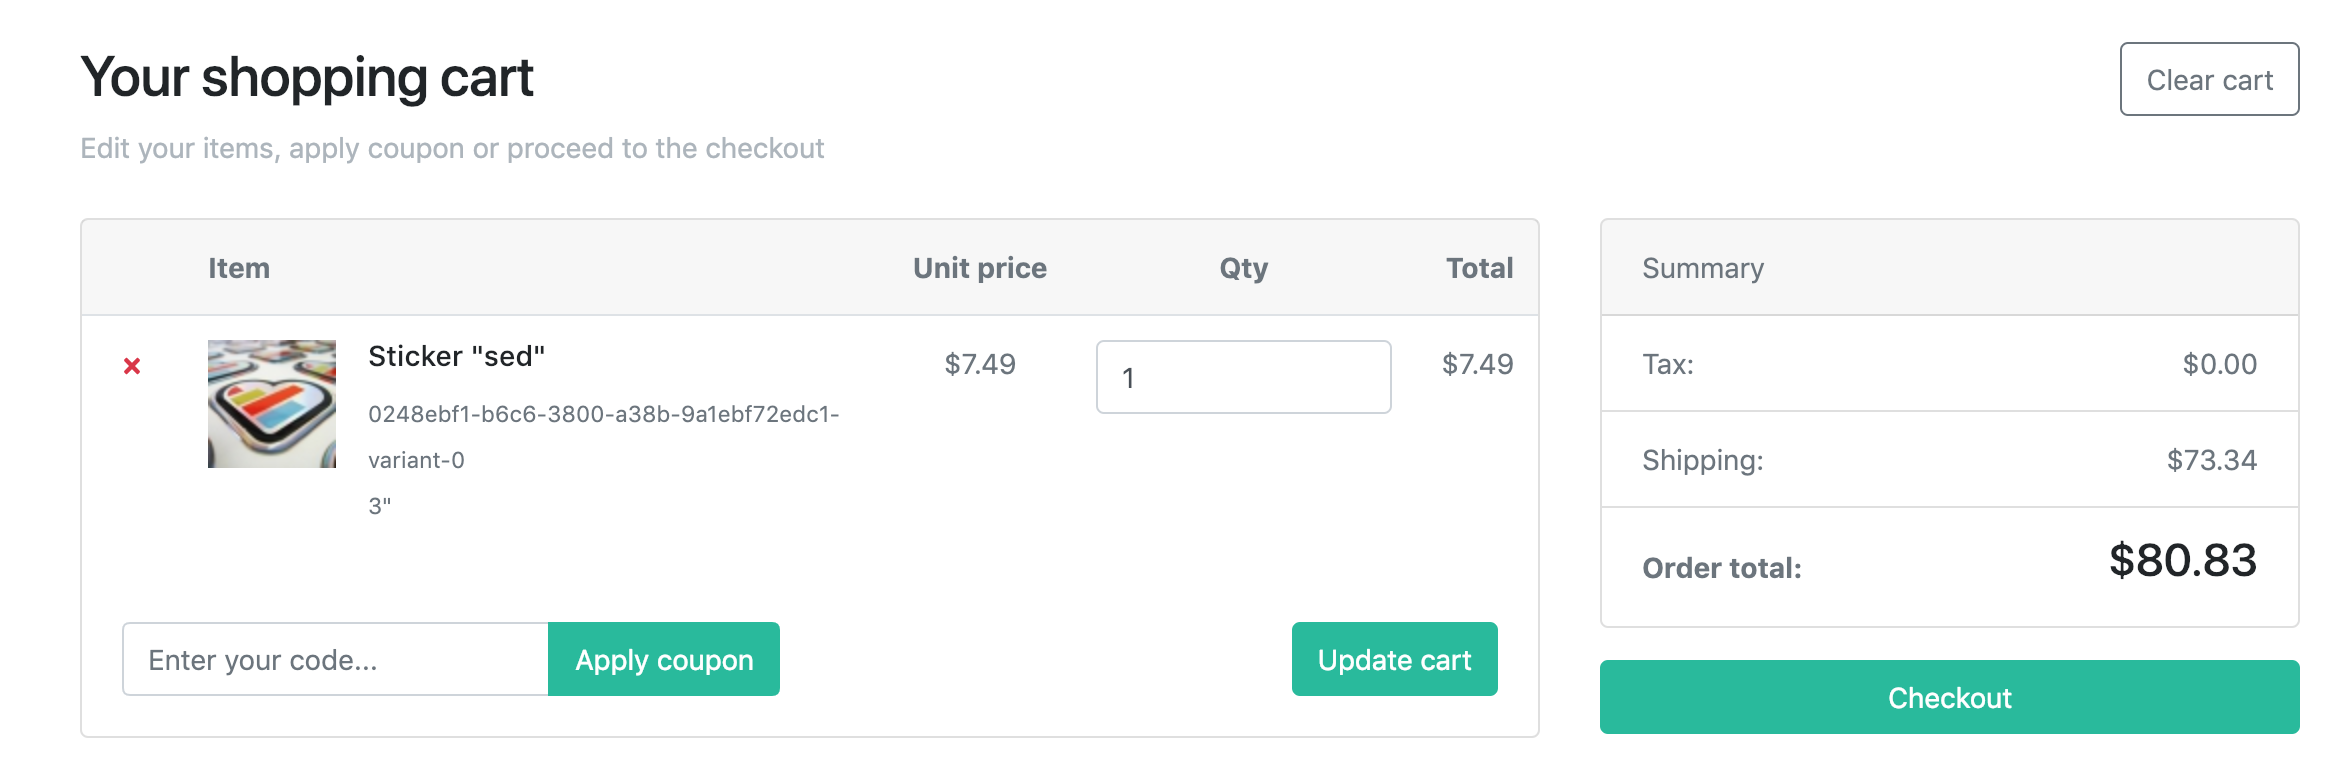 Your shopping cart
Clear cart
Edit your items, apply coupon or proceed to the checkout
Item Unit price Qty Total
Sticker "sed" $7.49 1 $7.49
0248ebf1-b6c6-3800-a38b-9a1ebf72edc1-
variant-0
3"
Enter your code... Apply coupon Update cart
Summary
Tax: $0.00
Shipping: $73.34
Order total: $80.83
Checkout